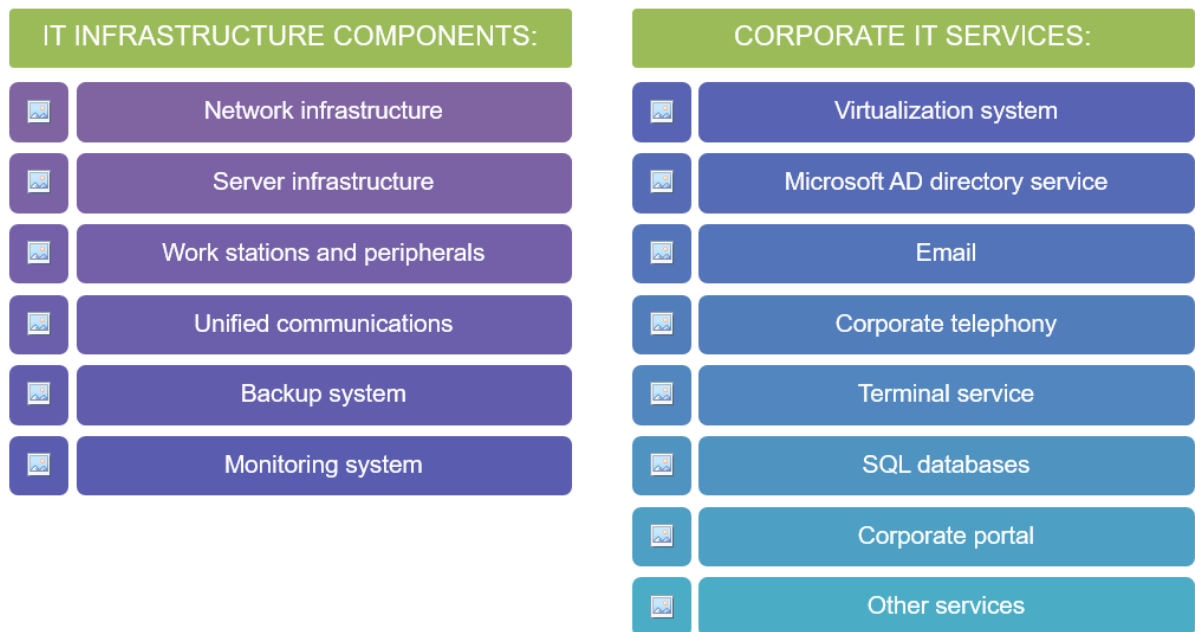 IT INFRASTRUCTURE COMPONENTS:
Network infrastructure
Server infrastructure
Work stations and peripherals
Unified communications
Backup system
Monitoring system
CORPORATE IT SERVICES:
Virtualization system
Microsoft AD directory service
Email
Corporate telephony
Terminal service
SQL databases
Corporate portal
Other services